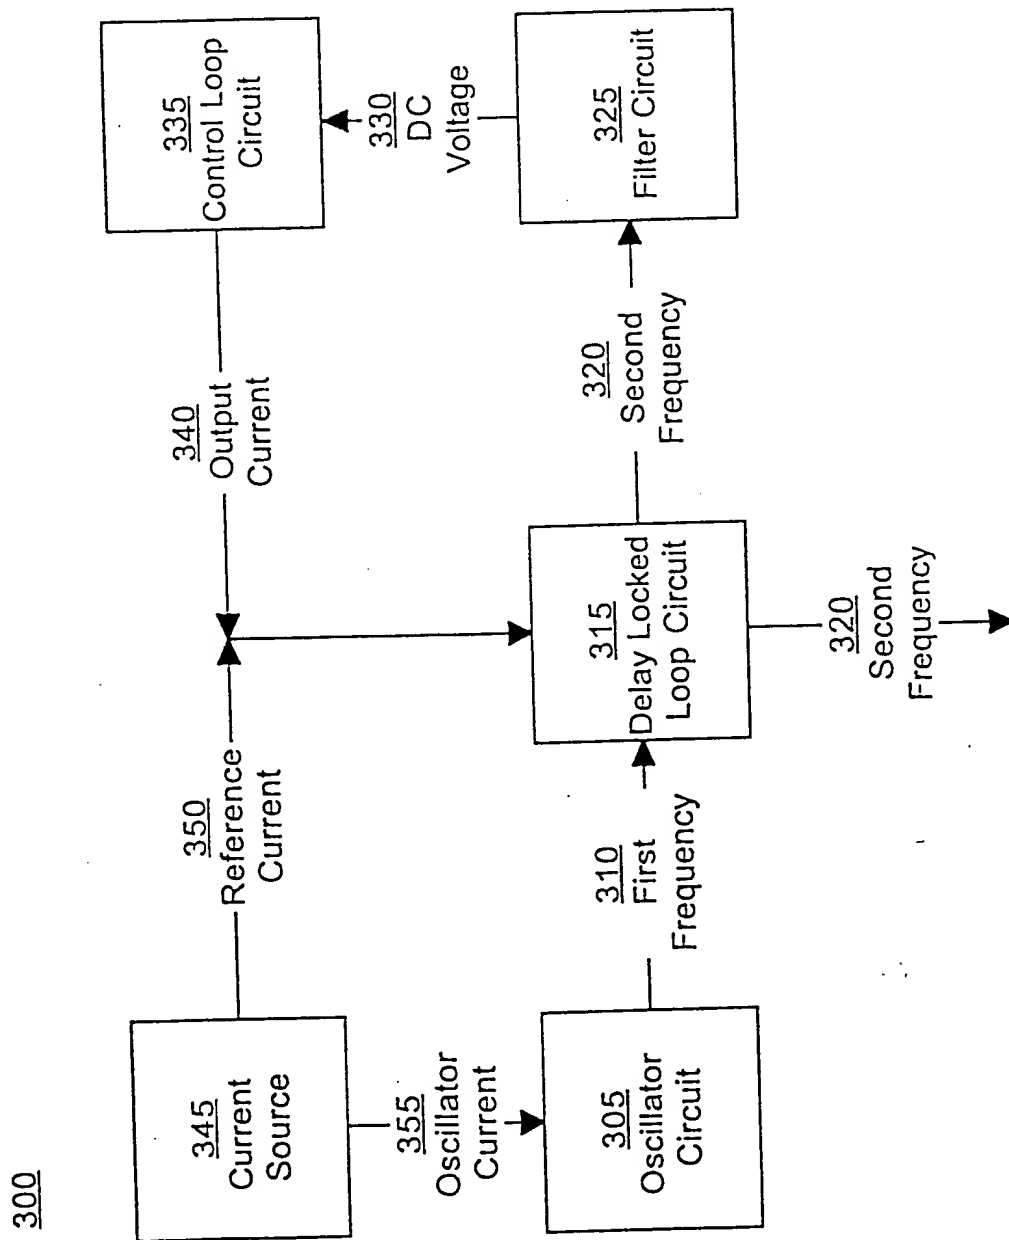 300
345
Current
Source
350
Reference
Current
340
Output
Current
335
Control Loop
Circuit
355
Oscillator
Current
330
DC
Voltage
305
Oscillator
Circuit
310
First
Frequency
315
Delay Locked
Loop Circuit
320
Second
Frequency
325
Filter Circuit
320
Second
Frequency